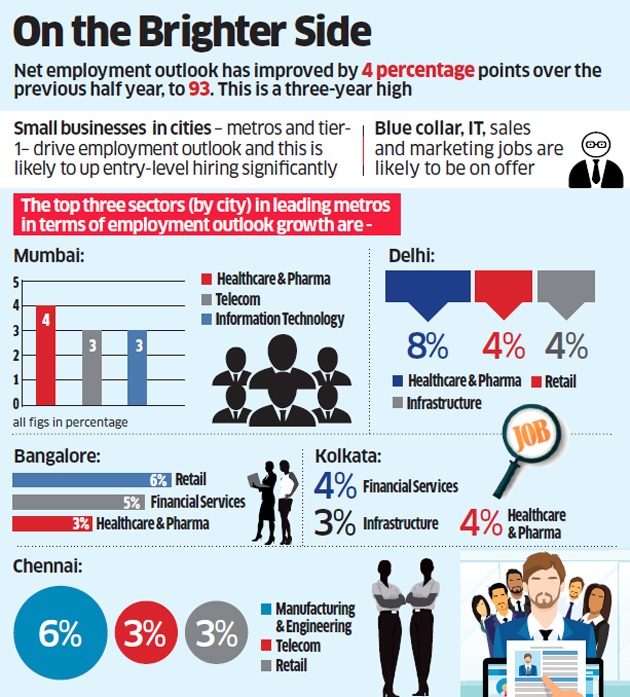 On the Brighter Side
Net employment outlook has improved by 4 percentage points over the
previous half year, to 93. This is a three-year high
Small businesses in cities – metros and tier-
1– drive employment outlook and this is
likely to up entry-level hiring significantly
Blue collar, IT, sales
and marketing jobs are
likely to be on offer
The top three sectors (by city) in leading metros
in terms of employment outlook growth are -
Mumbai:
5
4
3
2
1
0
4
3
3
Healthcare & Pharma
Telecom
Information Technology
all figs in percentage
Delhi:
8% 4% 4%
Healthcare & Pharma Retail
Infrastructure
JOB
Bangalore:
6% Retail
5% Financial Services
3% Healthcare & Pharma
Kolkata:
4% Financial Services
3% Infrastructure
4% Healthcare
& Pharma
Chennai:
6% 3% 3%
Manufacturing
& Engineering
Telecom
Retail